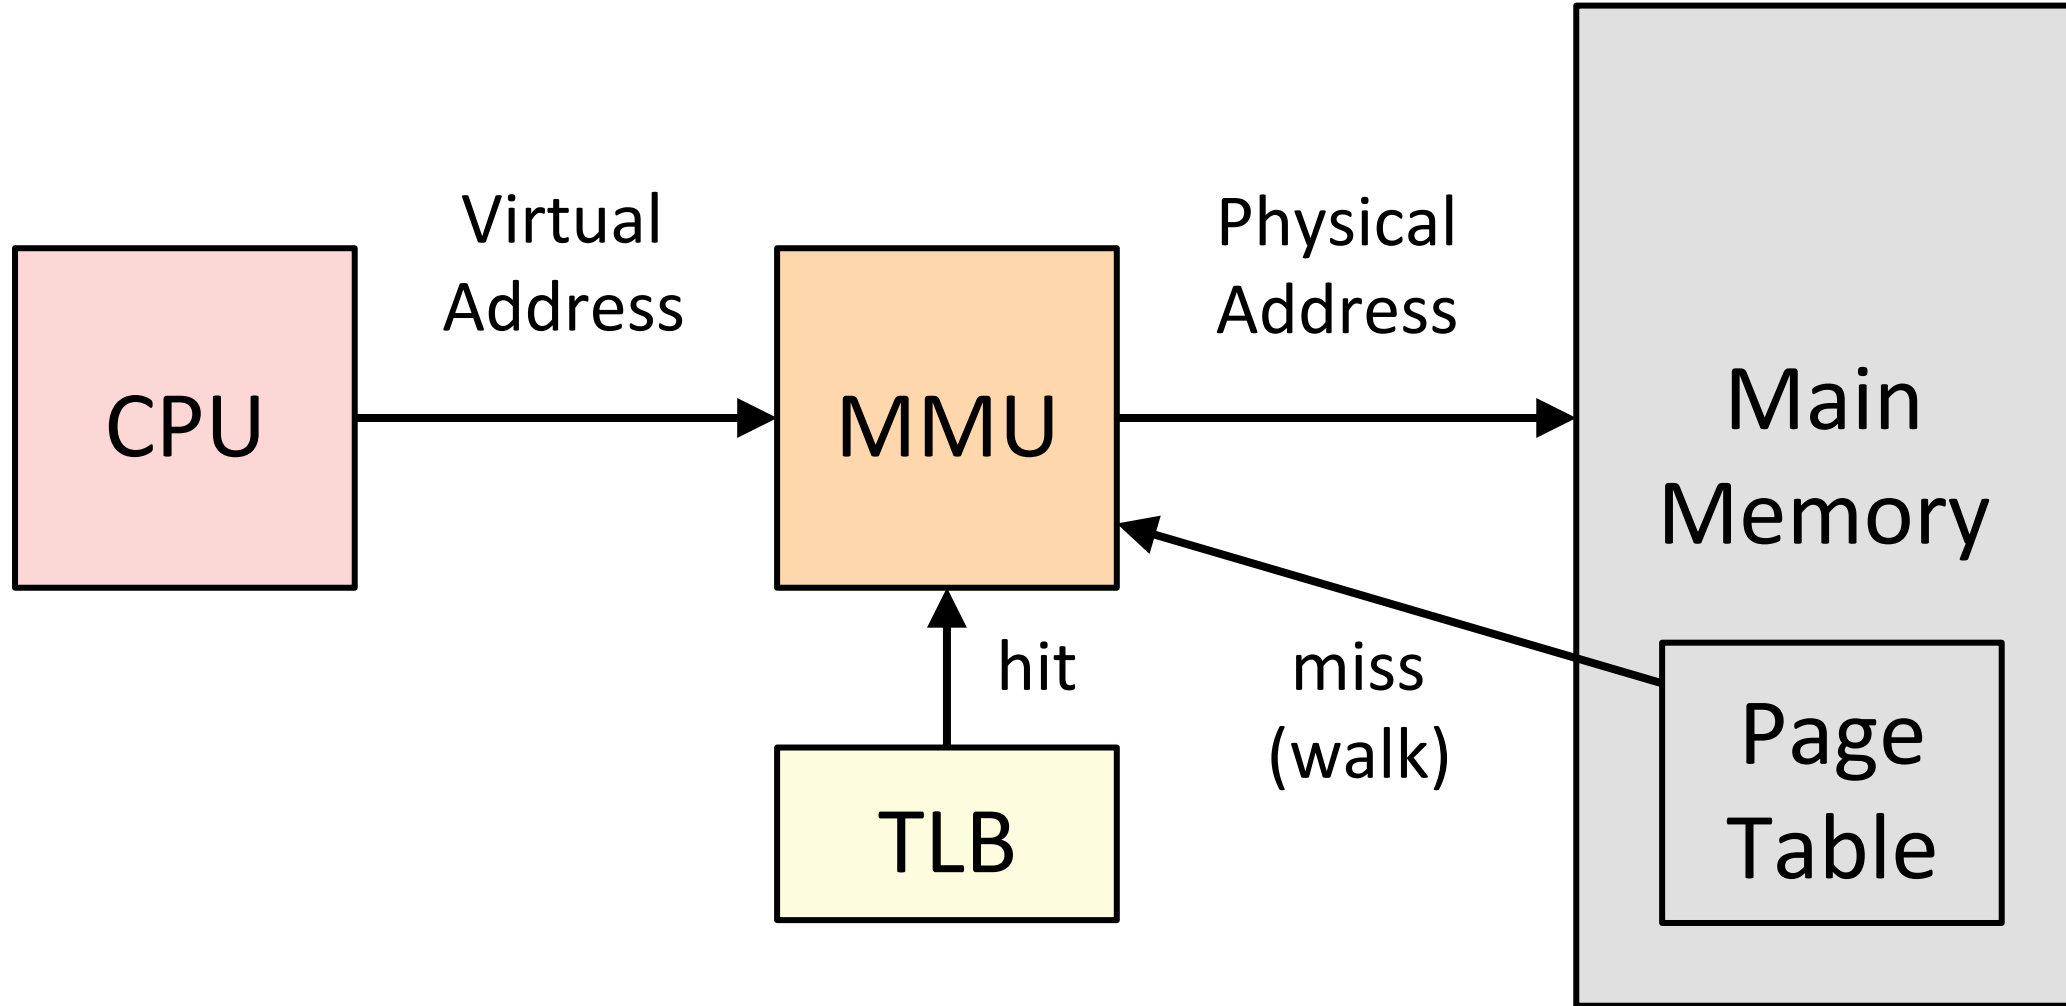 Virtual
Address
Physical
Address
CPU
MMU
Main
Memory
hit
miss
(walk)
TLB
Page
Table